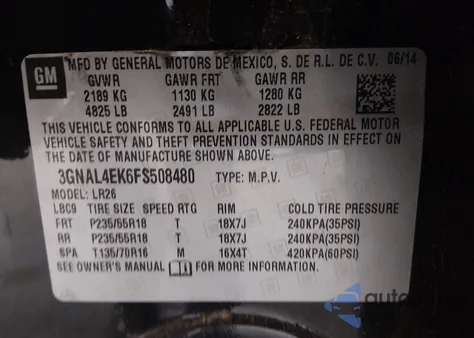 GM
MFD BY GENERAL MOTORS DE MEXICO, S. DE R.L. DE C.V. 06/14
GVWR GAWR FRT GAWR RR
2189 KG 1130 KG 1280 KG
4825 LB 2491 LB 2822 LB
THIS VEHICLE CONFORMS TO ALL APPLICABLE U.S. FEDERAL MOTOR
VEHICLE SAFETY AND THEFT PREVENTION STANDARDS IN EFFECT ON
THE DATE OF MANUFACTURE SHOWN ABOVE.
3GNAL4EK6FS508480 TYPE: M.P.V.
MODEL: LR26
LBC9 TIRE SIZE SPEED RTG RIM COLD TIRE PRESSURE
FRT P235/55R18 T 18X7J 240KPA(35PSI)
RR P235/55R18 T 18X7J 240KPA(35PSI)
SPA T135/70R16 M 16X4T 420KPA(60PSI)
SEE OWNER'S MANUAL FOR MORE INFORMATION.